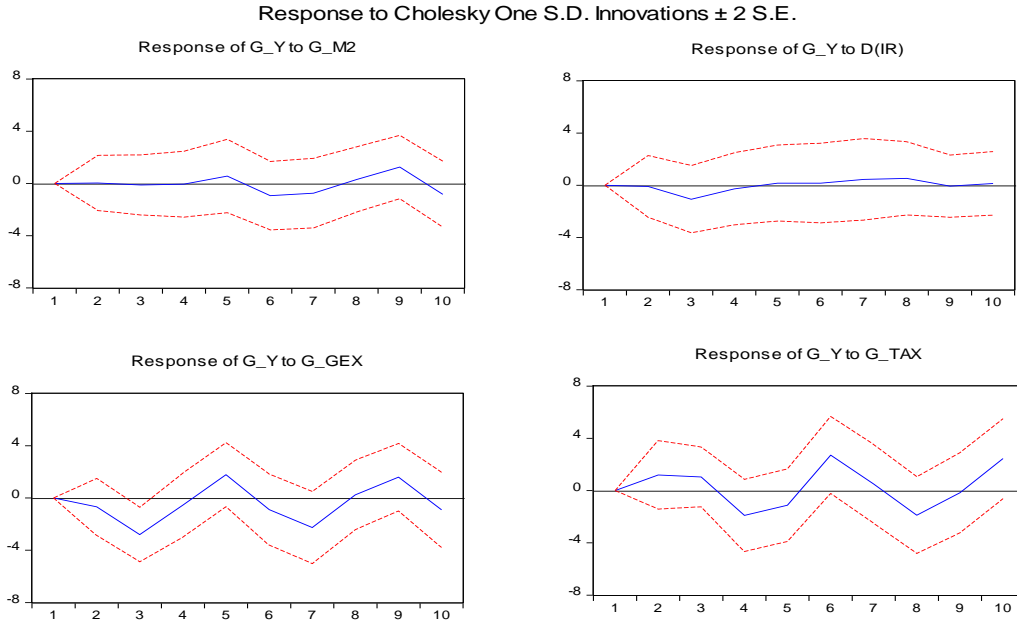 Response to Cholesky One S.D. Innovations ± 2 S.E.
Response of G_Y to G_M2
8
4
0
-4
-8
1 2 3 4 5 6 7 8 9 10
Response of G_Y to D(IR)
8
4
0
-4
-8
1 2 3 4 5 6 7 8 9 10
Response of G_Y to G_GEX
8
4
0
-4
-8
1 2 3 4 5 6 7 8 9 10
Response of G_Y to G_TAX
8
4
0
-4
-8
1 2 3 4 5 6 7 8 9 10